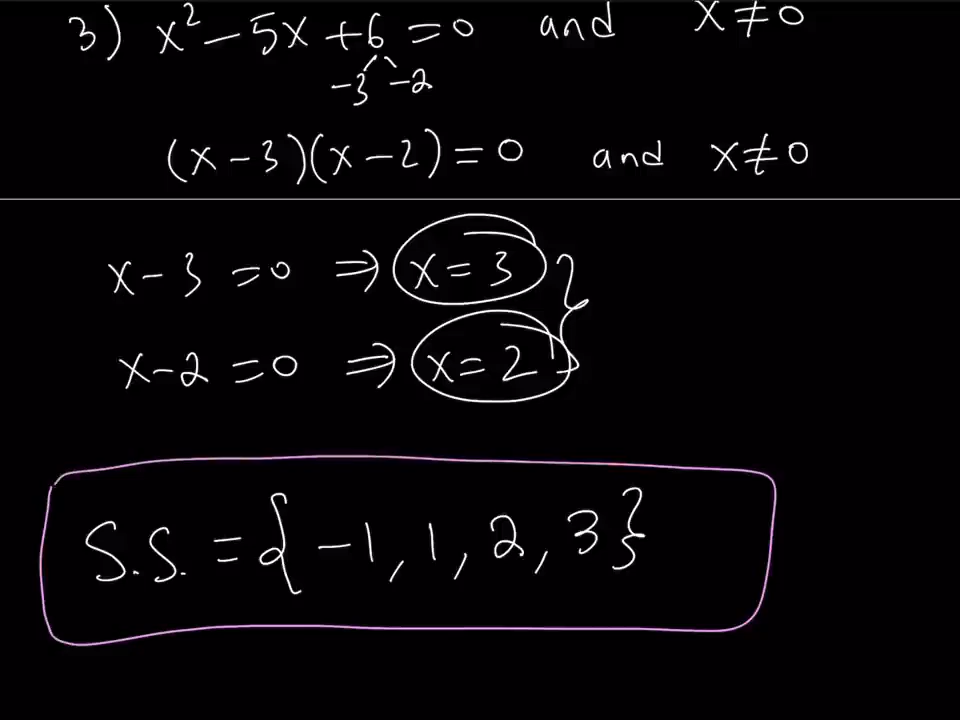 3) x² - 5x + 6 = 0 and x ≠ 0
-3 -2
(x - 3)(x - 2) = 0 and x ≠ 0
x - 3 = 0 ⇒ x = 3
x - 2 = 0 ⇒ x = 2
S.S. = {-1, 1, 2, 3}